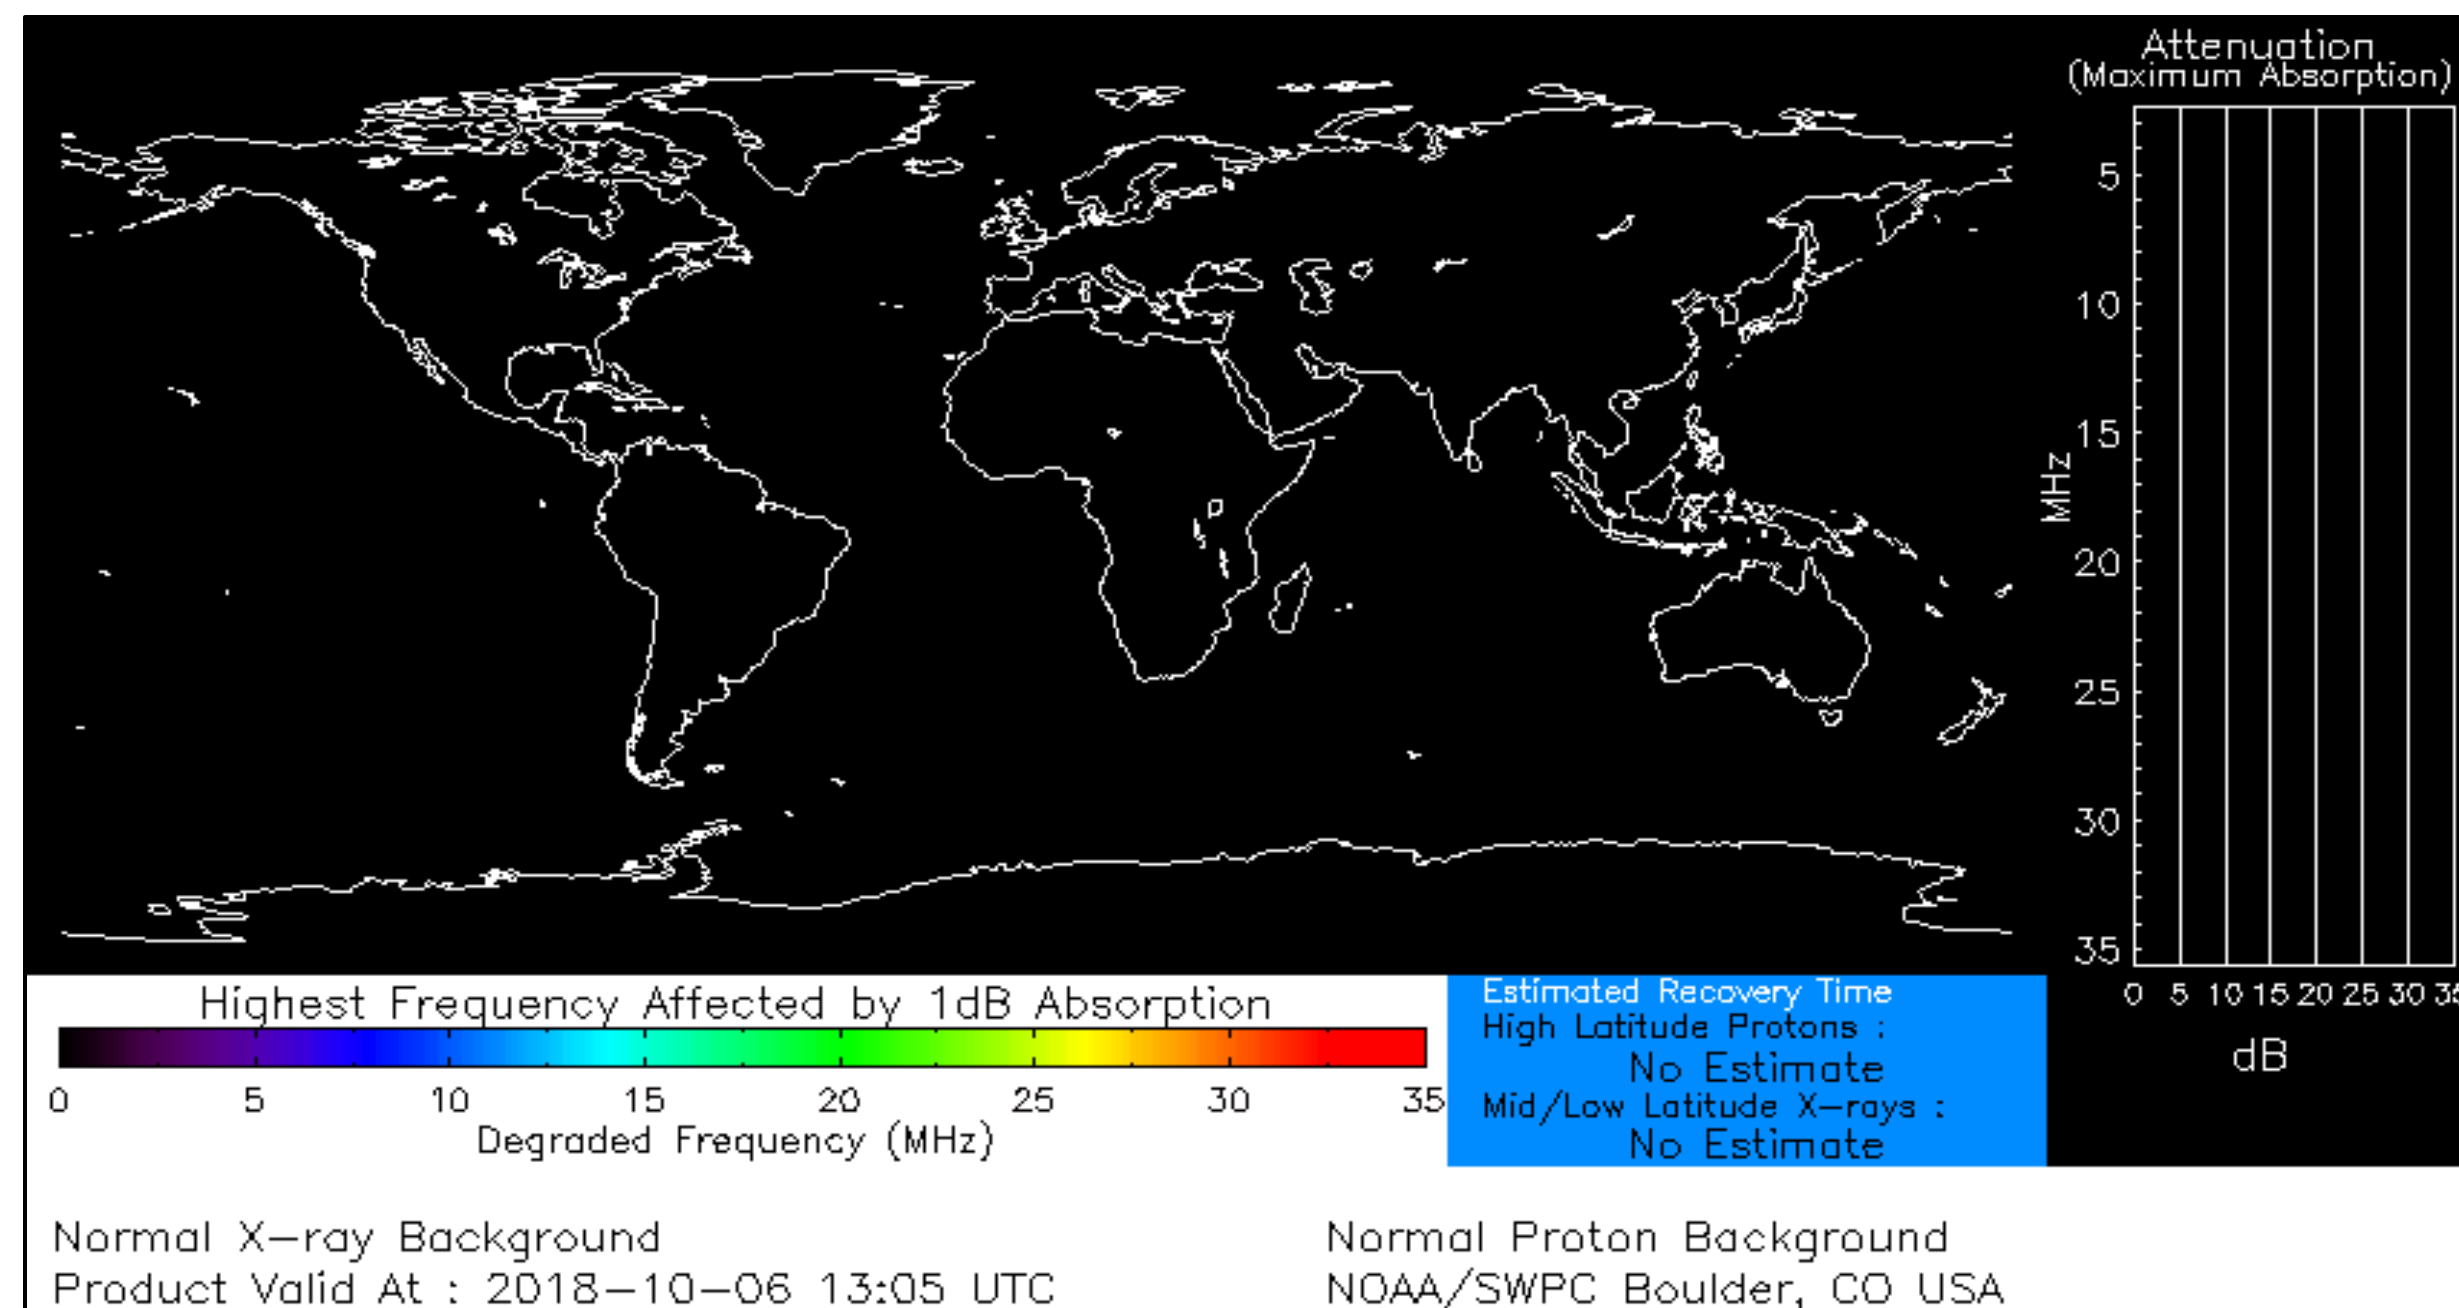 Attenuation
(Maximum Absorption)
5
10
15
20
25
30
35
MHz
0 5 10 15 20 25 30 35
dB
Highest Frequency Affected by 1dB Absorption
0 5 10 15 20 25 30 35
Degraded Frequency (MHz)
Estimated Recovery Time
High Latitude Protons :
No Estimate
Mid/Low Latitude X-rays :
No Estimate
Normal X-ray Background
Product Valid At : 2018-10-06 13:05 UTC
Normal Proton Background
NOAA/SWPC Boulder, CO USA